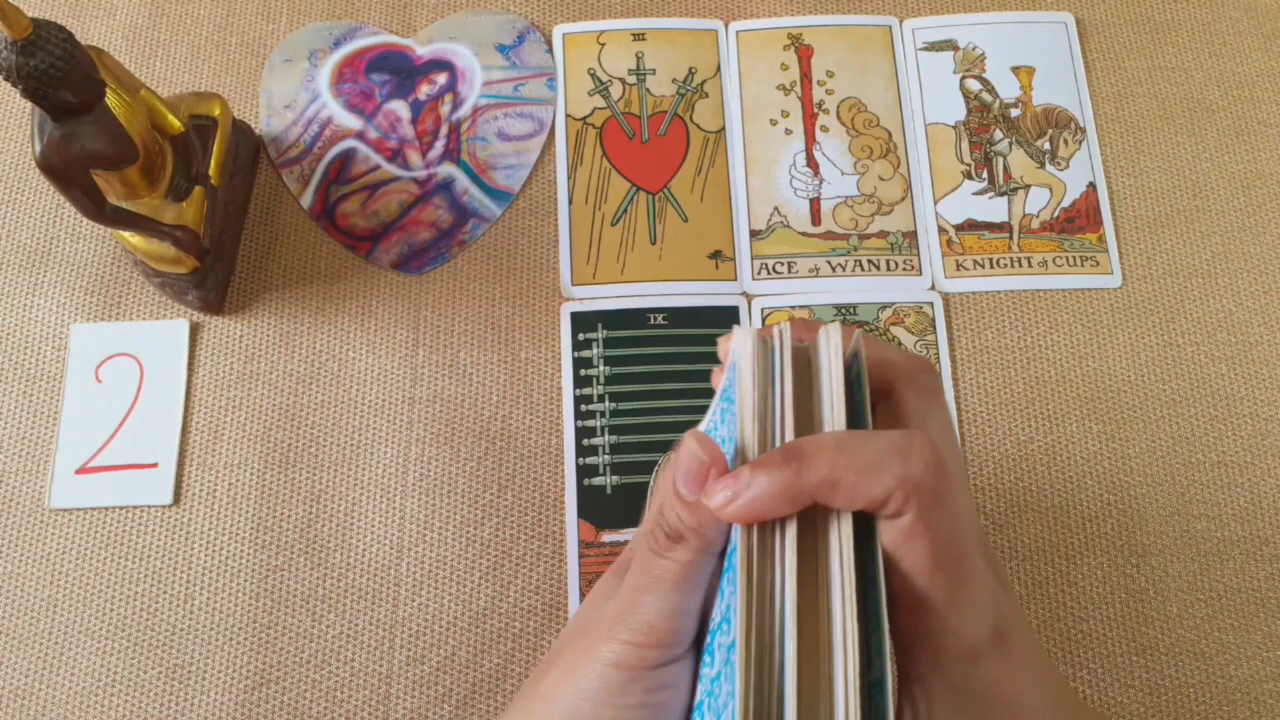 III
ACE of WANDS.
KNIGHT of CUPS
IX
XXI
2